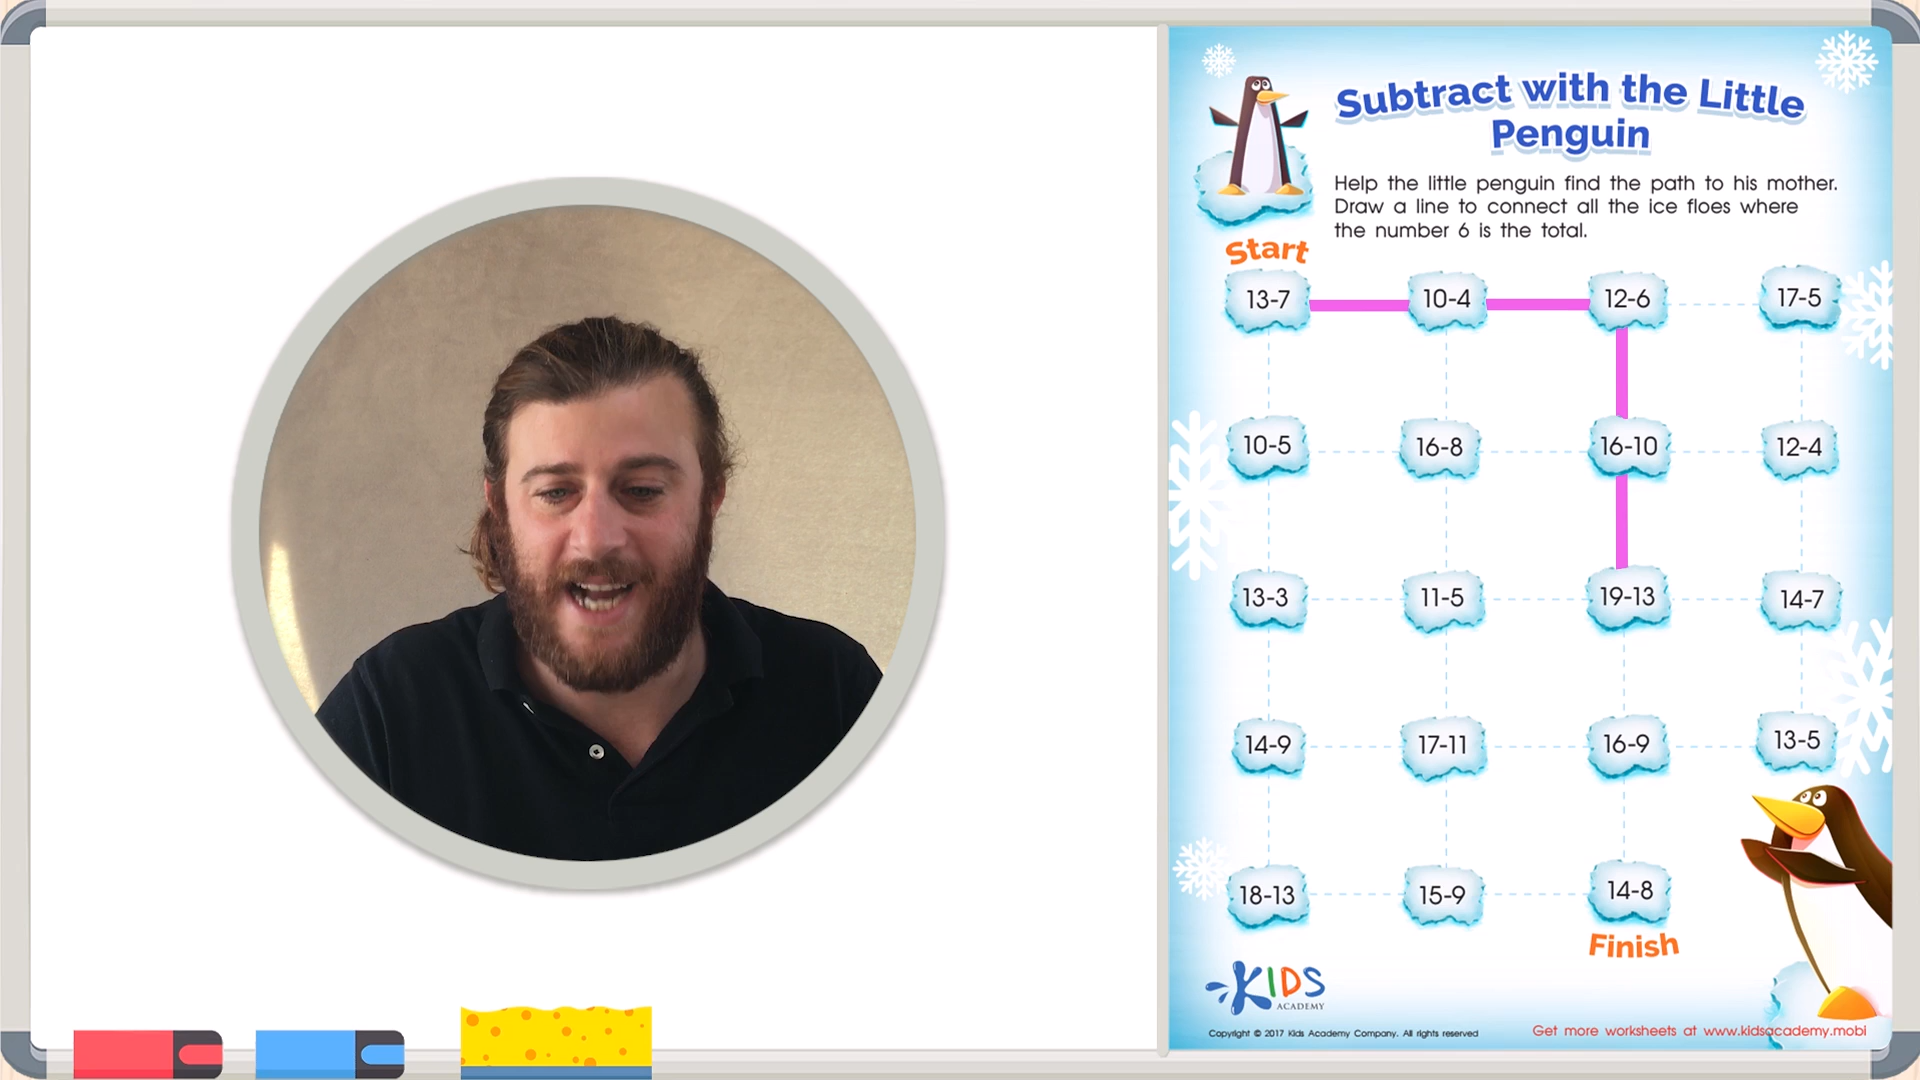 Subtract with the Little
Penguin
Help the little penguin find the path to his mother.
Draw a line to connect all the ice floes where
the number 6 is the total.
Start
13-7 10-4 12-6 17-5
10-5 16-8 16-10 12-4
13-3 11-5 19-13 14-7
14-9 17-11 16-9 13-5
18-13 15-9 14-8
Finish
KIDS
ACADEMY
Copyright © 2017 Kids Academy Company. All rights reserved
Get more worksheets at www.kidsacademy.mobi